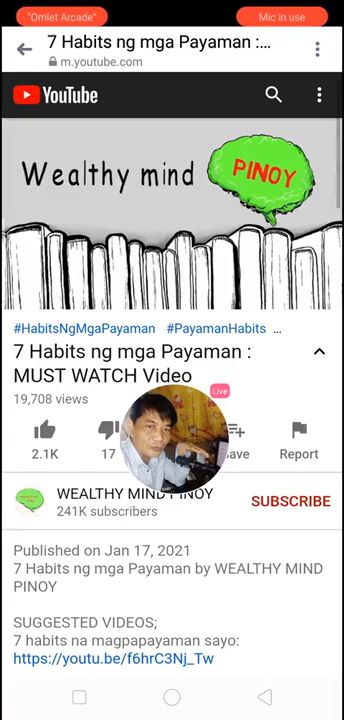 "Omlet Arcade" Mic in use
7 Habits ng mga Payaman :...
m.youtube.com
YouTube
Wealthy mind PINOY
#HabitsNgMgaPayaman #PayamanHabits ...
7 Habits ng mga Payaman :
MUST WATCH Video
19,708 views
Live
2.1K 17 ave Report
WEALTHY MIND PINOY
241K subscribers
SUBSCRIBE
Published on Jan 17, 2021
7 Habits ng mga Payaman by WEALTHY MIND
PINOY
SUGGESTED VIDEOS;
7 habits na magpapayaman sayo:
https://youtu.be/f6hrC3Nj_Tw